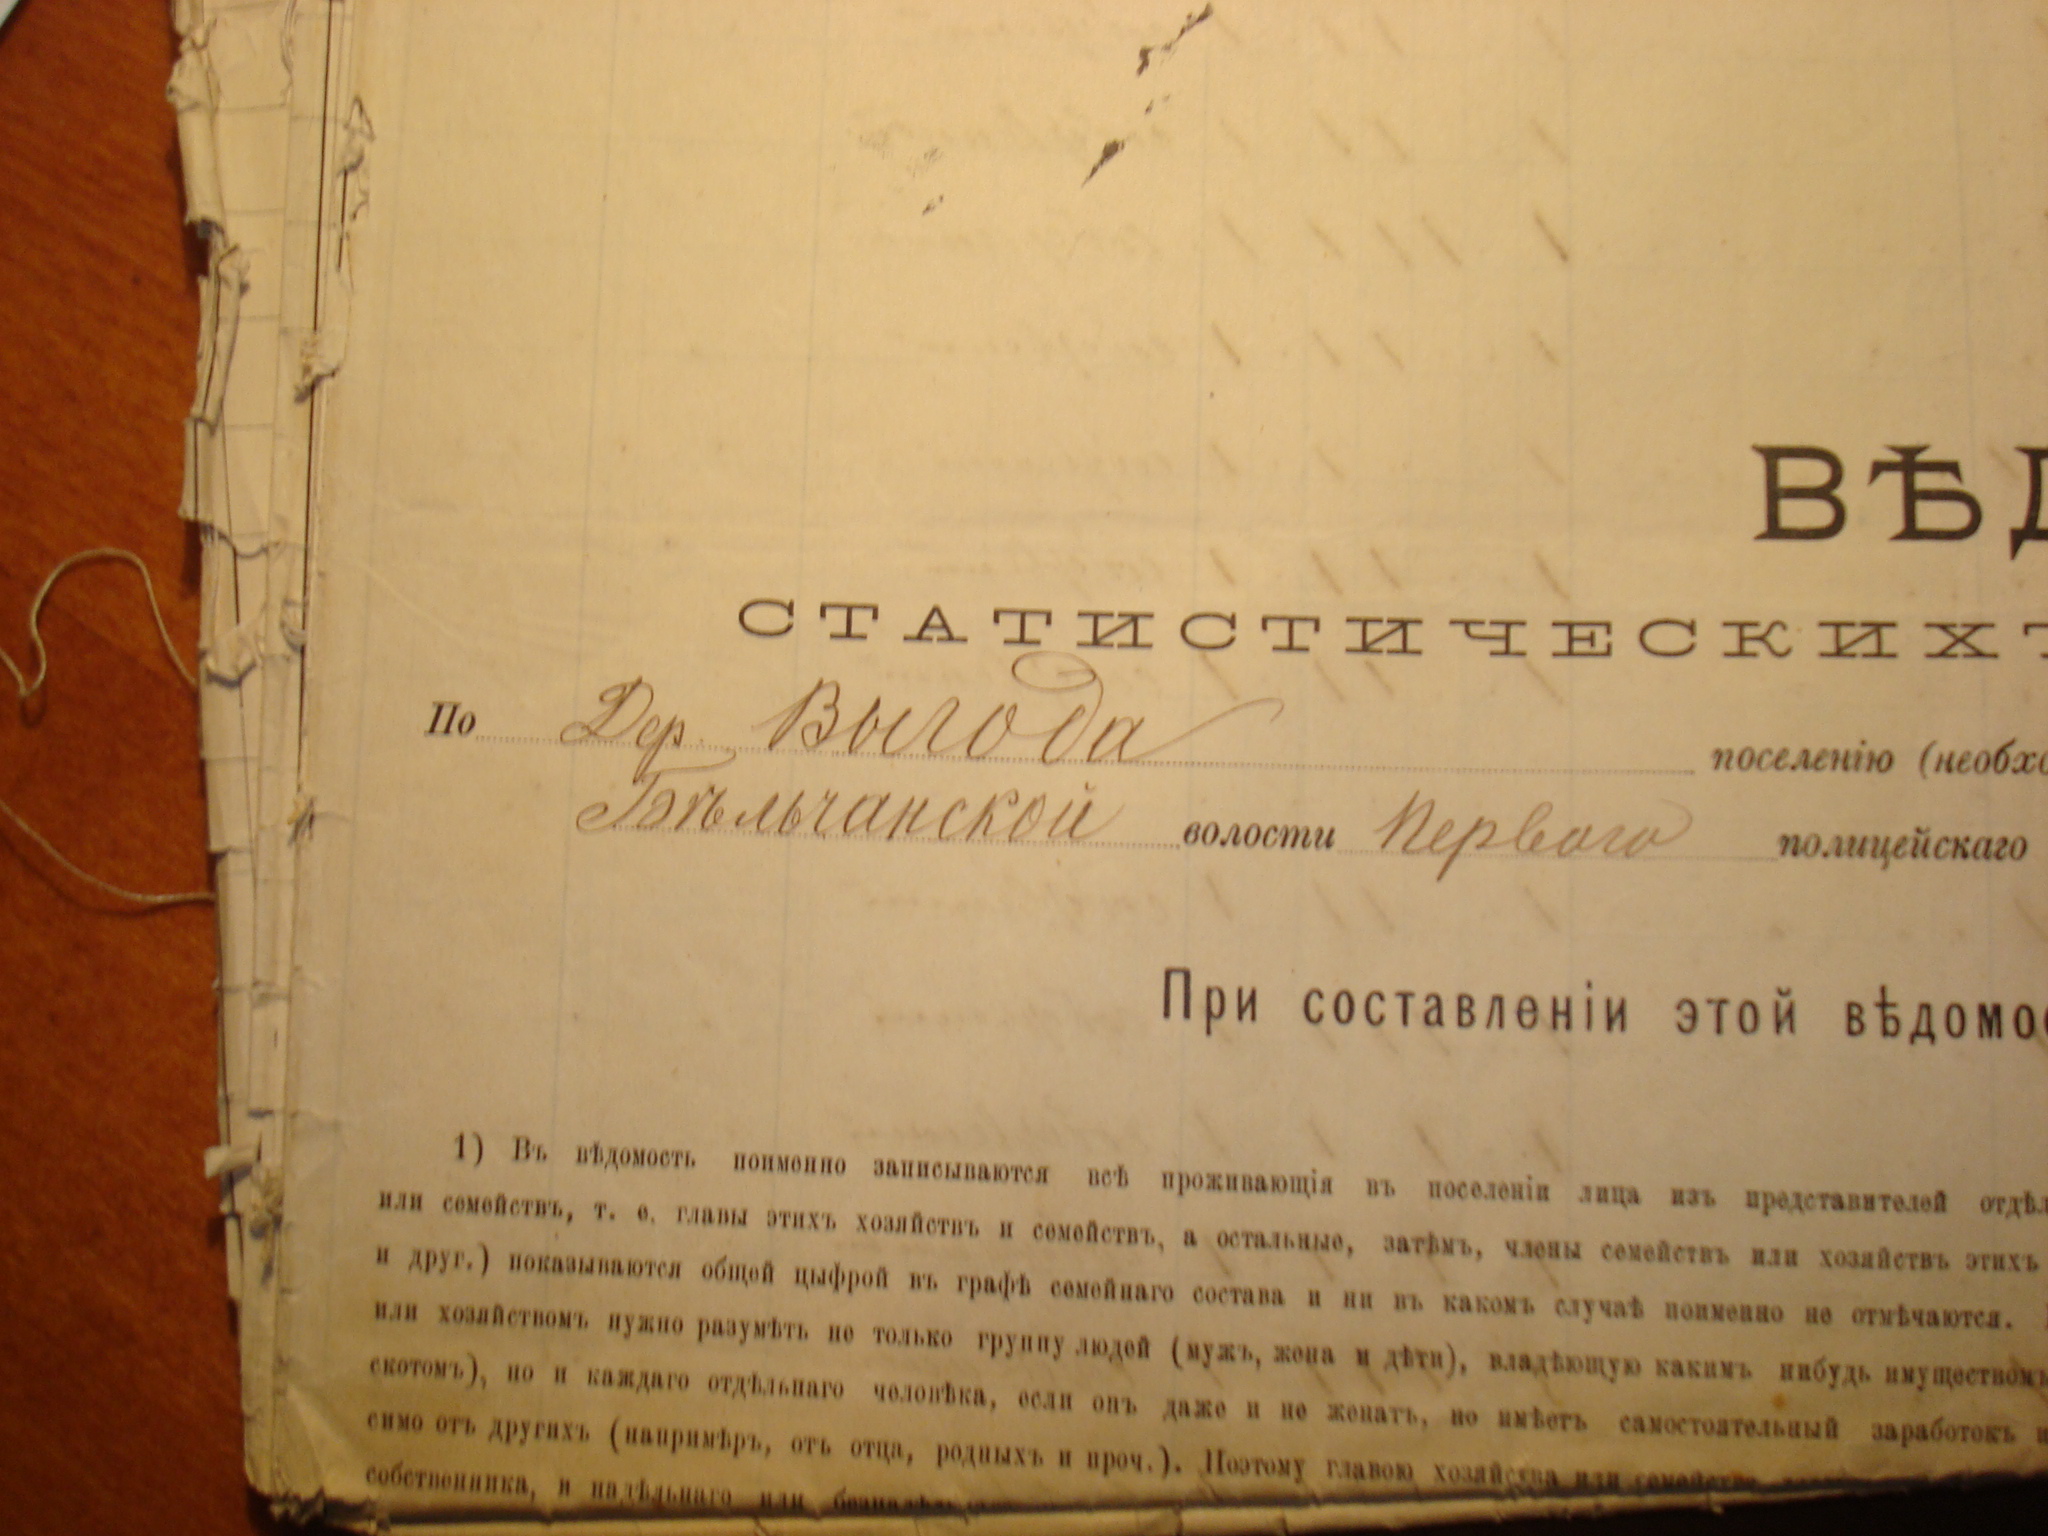 ВѢД
СТАТИСТИЧЕСКИХЪ
По Дер. Выгода поселенію (необхо
Бѣльчанской волости Перваго полицейскаго
При составленіи этой вѣдомос
1) Въ вѣдомость поименно записываются всѣ проживающія въ поселеніи лица изъ представителей отдѣл
или семействъ, т. е. главы этихъ хозяйствъ и семействъ, а остальные, затѣмъ, члены семействъ или хозяйствъ этихъ
и друг.) показываются общей цыфрой въ графѣ семейнаго состава и ни въ какомъ случаѣ поименно не отмѣчаются.
или хозяйствомъ нужно разумѣть не только группу людей (мужъ, жена и дѣти), владѣющую какимъ нибудь имуществомъ
скотомъ), но и каждаго отдѣльнаго человѣка, если онъ даже и не женатъ, но имѣетъ самостоятельный заработокъ и
симо отъ другихъ (напримѣръ, отъ отца, родныхъ и проч.). Поэтому главою хозяйства или семейства
собственника, и надѣльнаго или